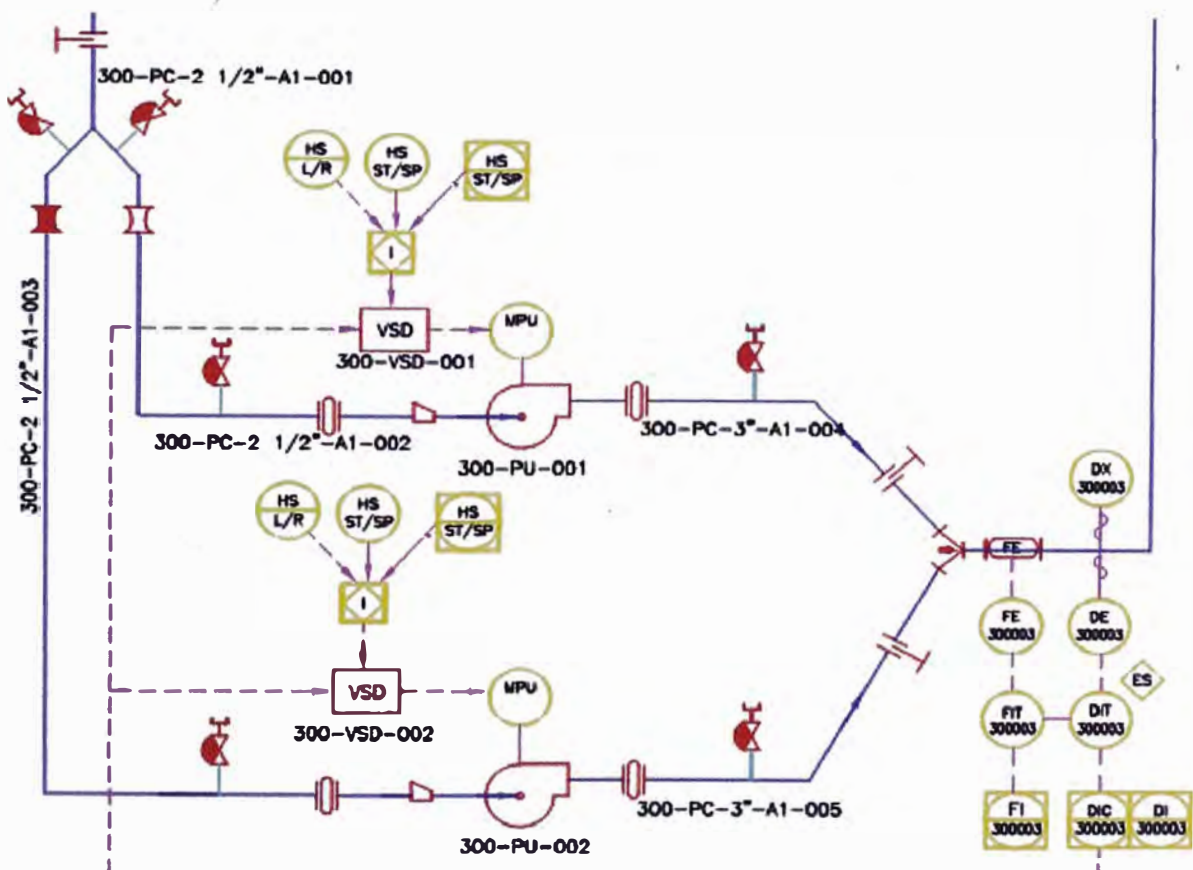 300-PC-2 1/2"-A1-001
HS
L/R
HS
ST/SP
HS
ST/SP
I
VSD
MPU
300-VSD-001
300-PC-2 1/2"-A1-003
300-PC-2 1/2"-A1-002
300-PC-3"-A1-004
300-PU-001
HS
L/R
HS
ST/SP
HS
ST/SP
I
DX
300003
FE
FE
300003
DE
300003
VSD
MPU
ES
300-VSD-002
FIT
300003
DIT
300003
300-PC-3"-A1-005
FI
300003
DIC
300003
DI
300003
300-PU-002